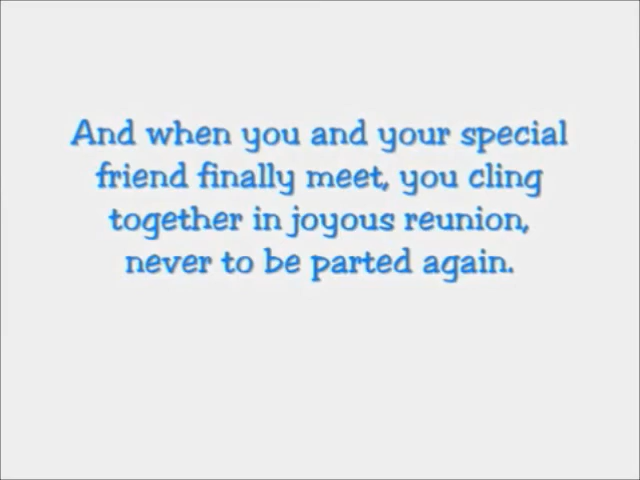 And when you and your special
friend finally meet, you cling
together in joyous reunion,
never to be parted again.